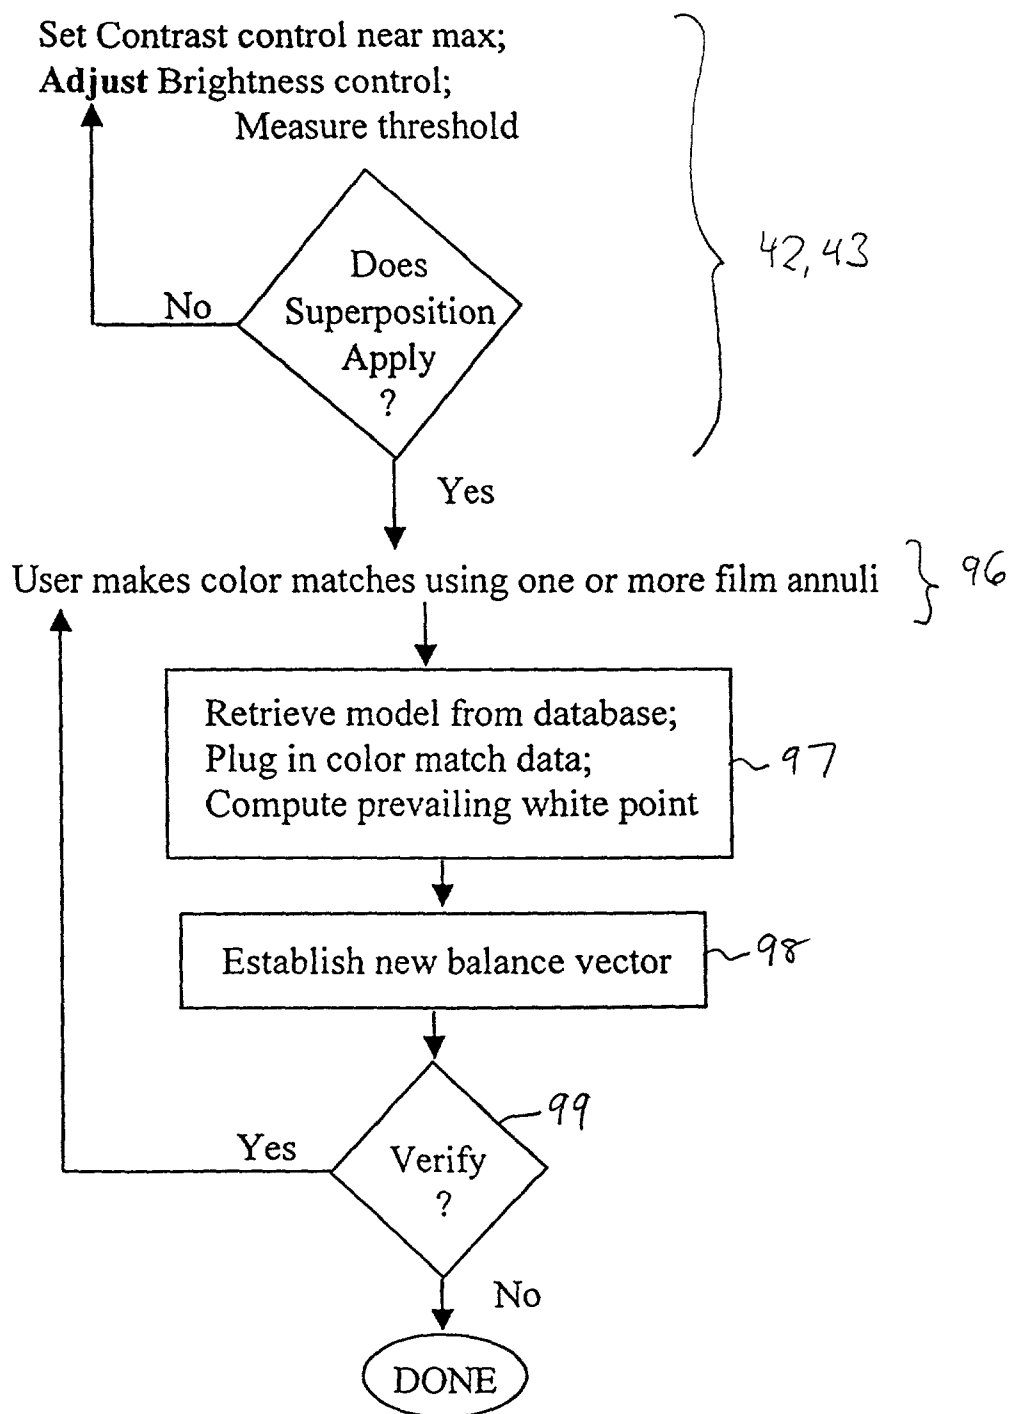 Set Contrast control near max;
Adjust Brightness control;
Measure threshold
Does
Superposition
Apply
?
No
42, 43
Yes
User makes color matches using one or more film annuli
96
Retrieve model from database;
Plug in color match data;
Compute prevailing white point
97
Establish new balance vector
98
99
Yes
Verify
?
No
DONE